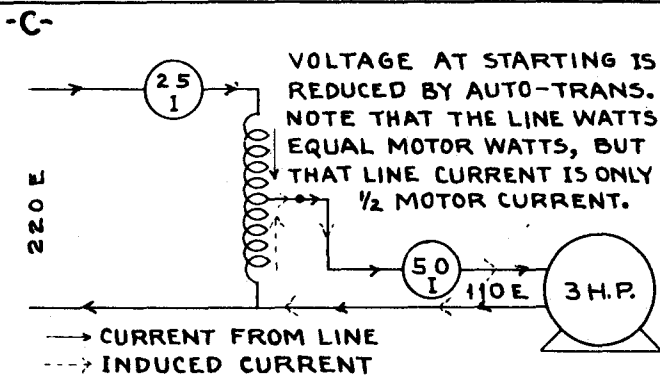 -C-
VOLTAGE AT STARTING IS
REDUCED BY AUTO-TRANS.
NOTE THAT THE LINE WATTS
EQUAL MOTOR WATTS, BUT
THAT LINE CURRENT IS ONLY
½ MOTOR CURRENT.
25
I
220 E
50
I
110 E
3 H.P.
CURRENT FROM LINE
INDUCED CURRENT